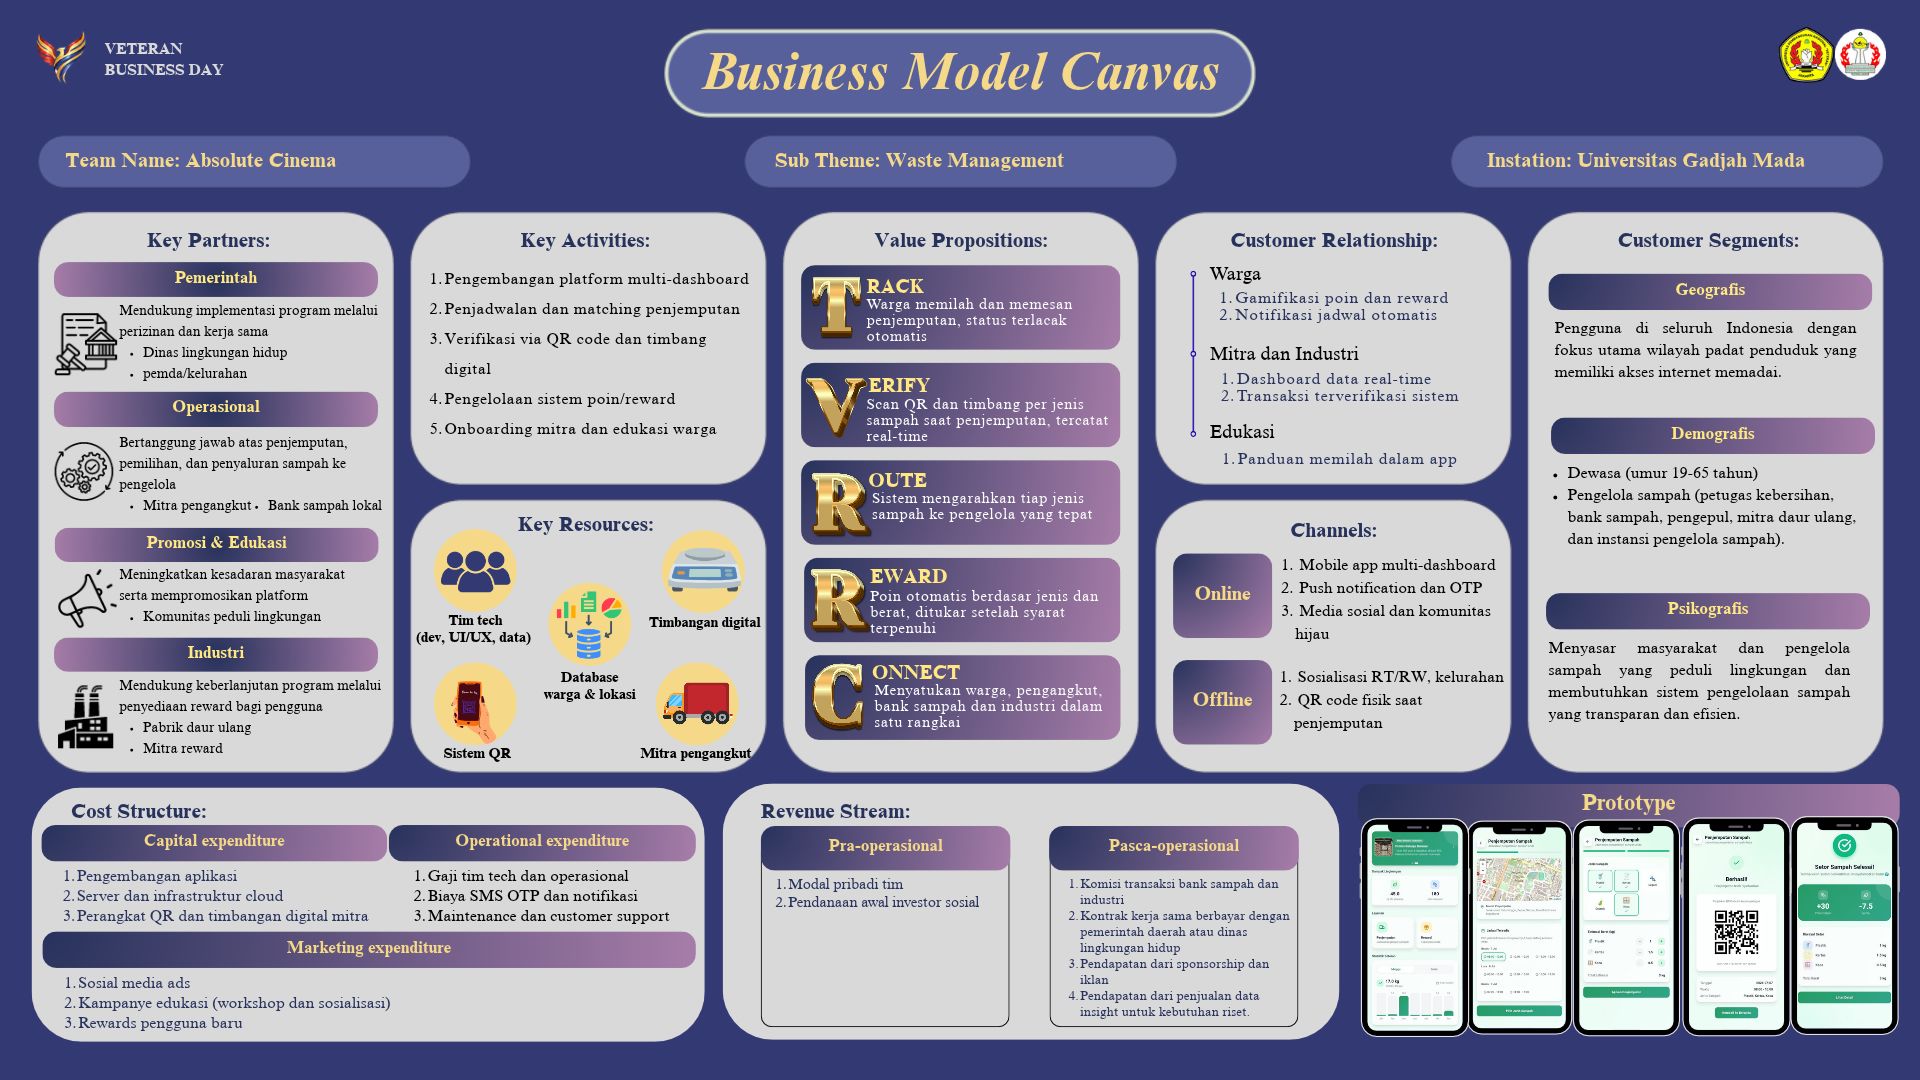 VETERAN
BUSINESS DAY
Business Model Canvas
Team Name: Absolute Cinema
Sub Theme: Waste Management
Instation: Universitas Gadjah Mada
Key Partners:
Pemerintah
Mendukung implementasi program melalui
perizinan dan kerja sama
• Dinas lingkungan hidup
• pemda/kelurahan
Operasional
Bertanggung jawab atas penjemputan,
pemilihan, dan penyaluran sampah ke
pengelola
• Mitra pengangkut • Bank sampah lokal
Promosi & Edukasi
Meningkatkan kesadaran masyarakat
serta mempromosikan platform
• Komunitas peduli lingkungan
Industri
Mendukung keberlanjutan program melalui
penyediaan reward bagi pengguna
• Pabrik daur ulang
• Mitra reward
Key Activities:
1. Pengembangan platform multi-dashboard
2. Penjadwalan dan matching penjemputan
3. Verifikasi via QR code dan timbang
digital
4. Pengelolaan sistem poin/reward
5. Onboarding mitra dan edukasi warga
Key Resources:
Tim tech
(dev, UI/UX, data)
Timbangan digital
Database
warga & lokasi
Sistem QR
Mitra pengangkut
Value Propositions:
TRACK
Warga memilah dan memesan
penjemputan, status terlacak
otomatis
VERIFY
Scan QR dan timbang per jenis
sampah saat penjemputan, tercatat
real-time
ROUTE
Sistem mengarahkan tiap jenis
sampah ke pengelola yang tepat
REWARD
Poin otomatis berdasar jenis dan
berat, ditukar setelah syarat
terpenuhi
CONNECT
Menyatukan warga, pengangkut,
bank sampah dan industri dalam
satu rangkai
Customer Relationship:
Warga
1. Gamifikasi poin dan reward
2. Notifikasi jadwal otomatis
Mitra dan Industri
1. Dashboard data real-time
2. Transaksi terverifikasi sistem
Edukasi
1. Panduan memilah dalam app
Channels:
Online
1. Mobile app multi-dashboard
2. Push notification dan OTP
3. Media sosial dan komunitas
hijau
Offline
1. Sosialisasi RT/RW, kelurahan
2. QR code fisik saat
penjemputan
Customer Segments:
Geografis
Pengguna di seluruh Indonesia dengan
fokus utama wilayah padat penduduk yang
memiliki akses internet memadai.
Demografis
• Dewasa (umur 19-65 tahun)
• Pengelola sampah (petugas kebersihan,
bank sampah, pengepul, mitra daur ulang,
dan instansi pengelola sampah).
Psikografis
Menyasar masyarakat dan pengelola
sampah yang peduli lingkungan dan
membutuhkan sistem pengelolaan sampah
yang transparan dan efisien.
Cost Structure:
Capital expenditure
1. Pengembangan aplikasi
2. Server dan infrastruktur cloud
3. Perangkat QR dan timbangan digital mitra
Operational expenditure
1. Gaji tim tech dan operasional
2. Biaya SMS OTP dan notifikasi
3. Maintenance dan customer support
Marketing expenditure
1. Sosial media ads
2. Kampanye edukasi (workshop dan sosialisasi)
3. Rewards pengguna baru
Revenue Stream:
Pra-operasional
1. Modal pribadi tim
2. Pendanaan awal investor sosial
Pasca-operasional
1. Komisi transaksi bank sampah dan
industri
2. Kontrak kerja sama berbayar dengan
pemerintah daerah atau dinas
lingkungan hidup
3. Pendapatan dari sponsorship dan
iklan
4. Pendapatan dari penjualan data
insight untuk kebutuhan riset.
Prototype
17.0 kg
Penjemputan Sampah
Penjemputan Sampah
Penjemputan Sampah
Berhasil!
Setor Sampah Selesai!
+30
-7.5